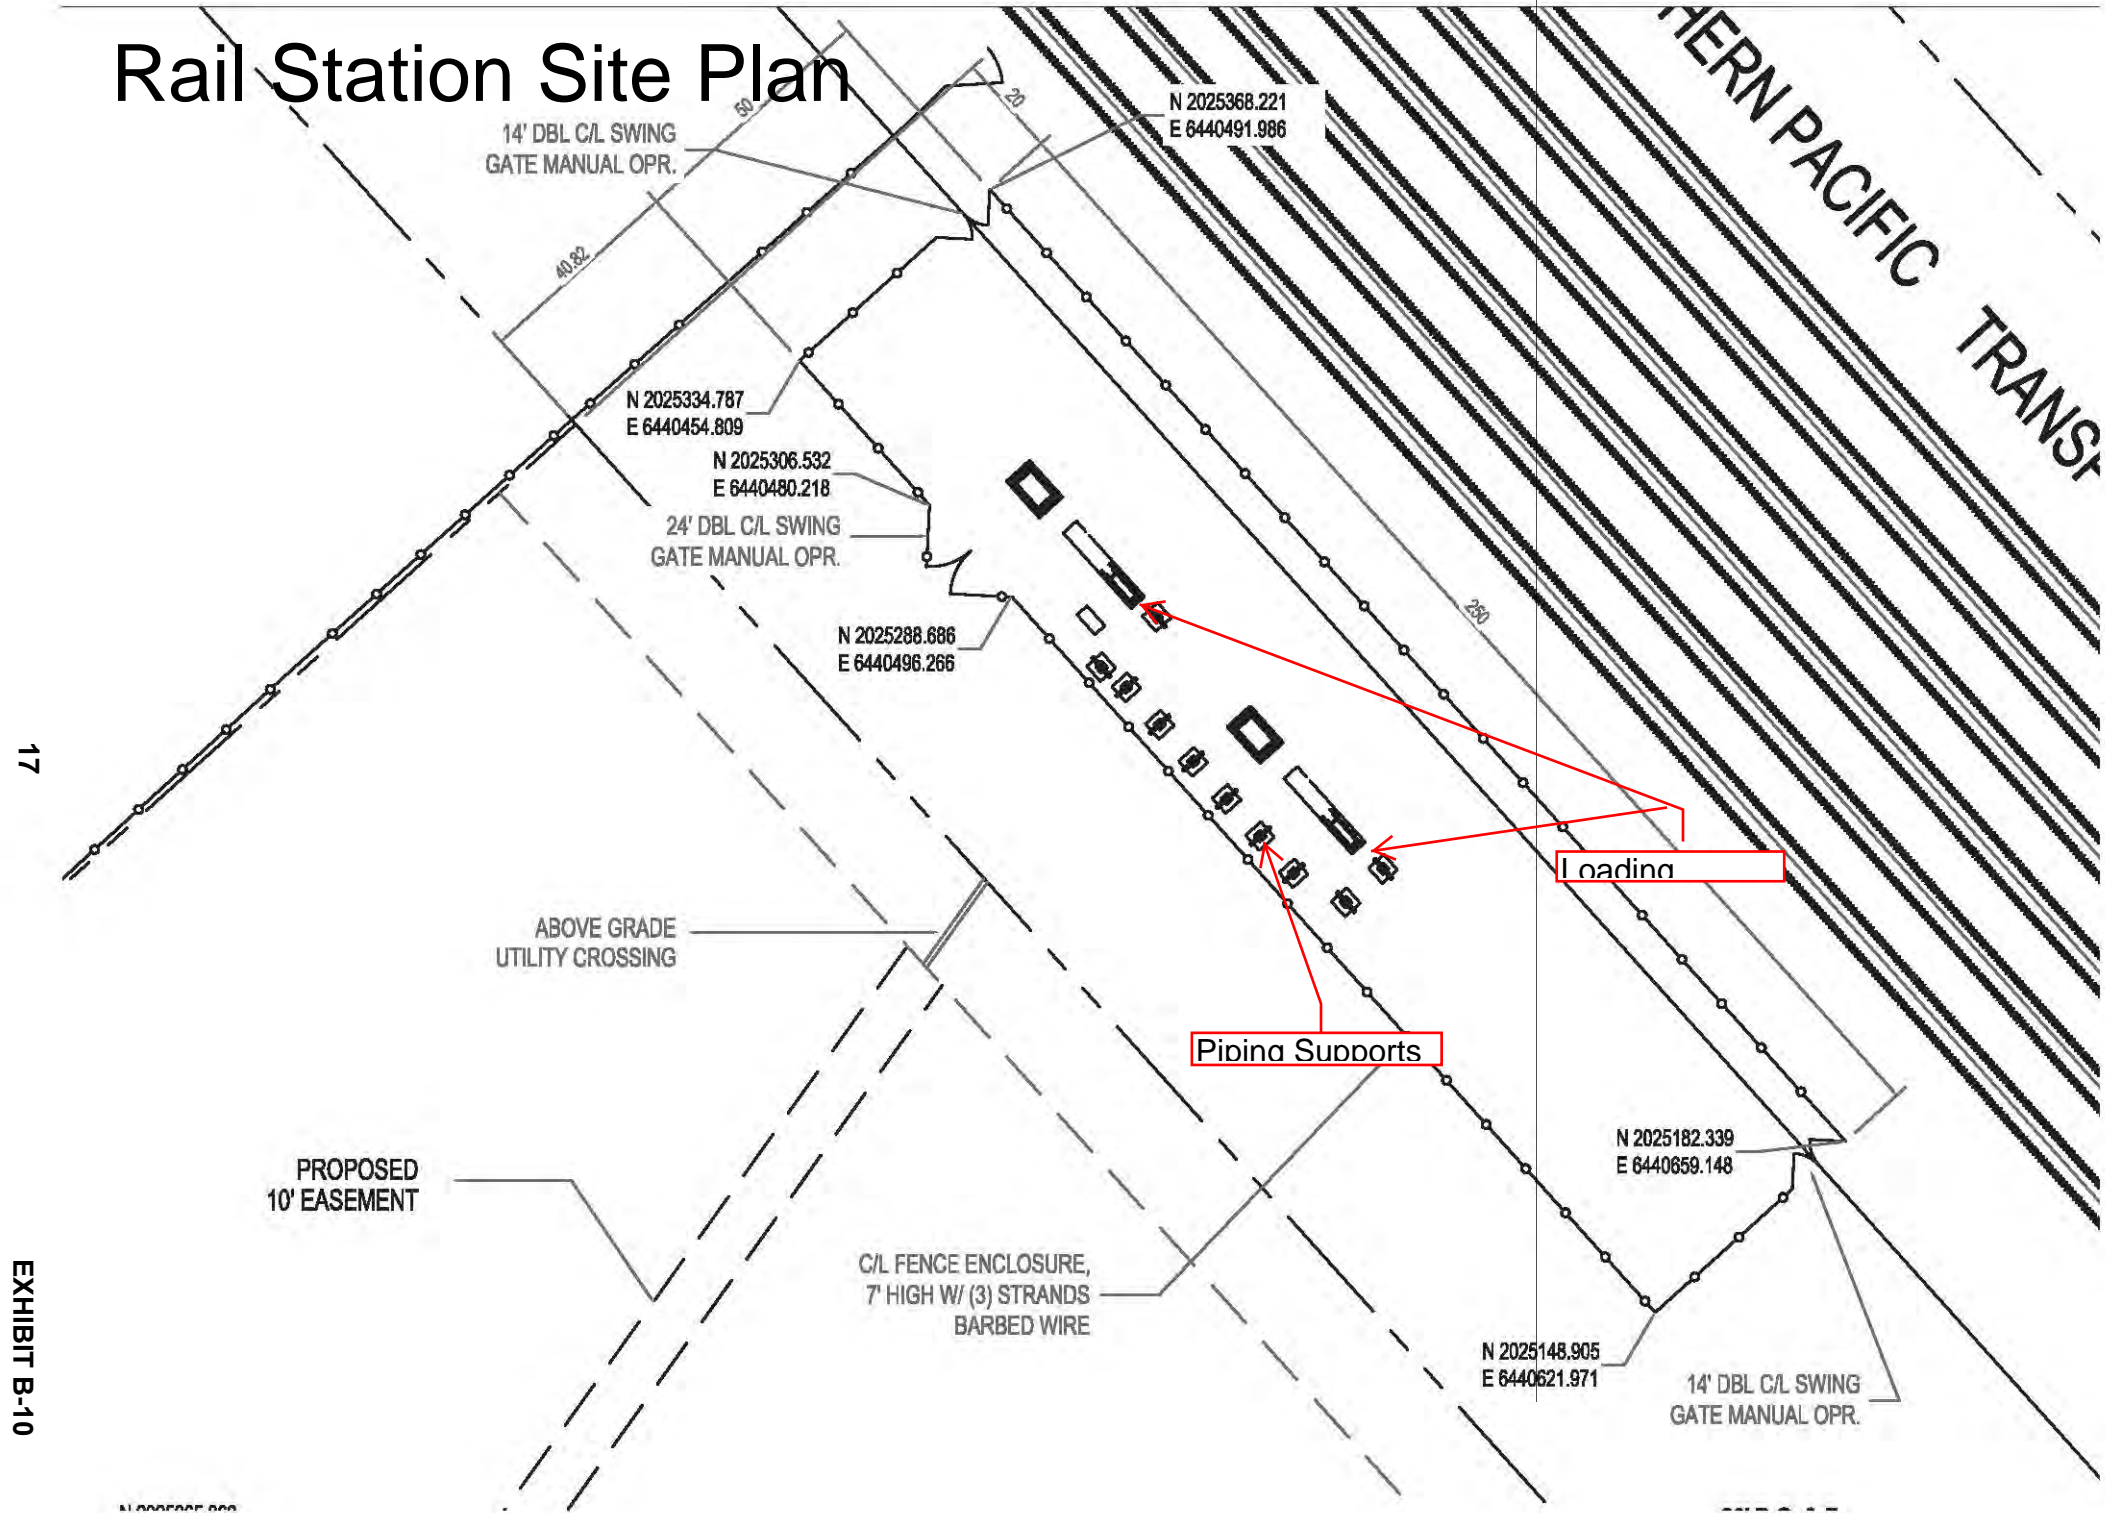 Rail Station Site Plan
HERN PACIFIC TRANSP
50
20
14' DBL C/L SWING
GATE MANUAL OPR.
N 2025368.221
E 6440491.986
40.82
N 2025334.787
E 6440454.809
N 2025306.532
E 6440480.218
24' DBL C/L SWING
GATE MANUAL OPR.
N 2025288.686
E 6440496.266
250
Loading
17
ABOVE GRADE
UTILITY CROSSING
Piping Supports
PROPOSED
10' EASEMENT
N 2025182.339
E 6440659.148
C/L FENCE ENCLOSURE,
7' HIGH W/ (3) STRANDS
BARBED WIRE
N 2025148.905
E 6440621.971
14' DBL C/L SWING
GATE MANUAL OPR.
EXHIBIT B-10